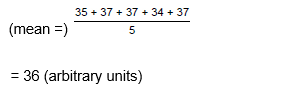 (mean =) 35 + 37 + 37 + 34 + 37
5
= 36 (arbitrary units)